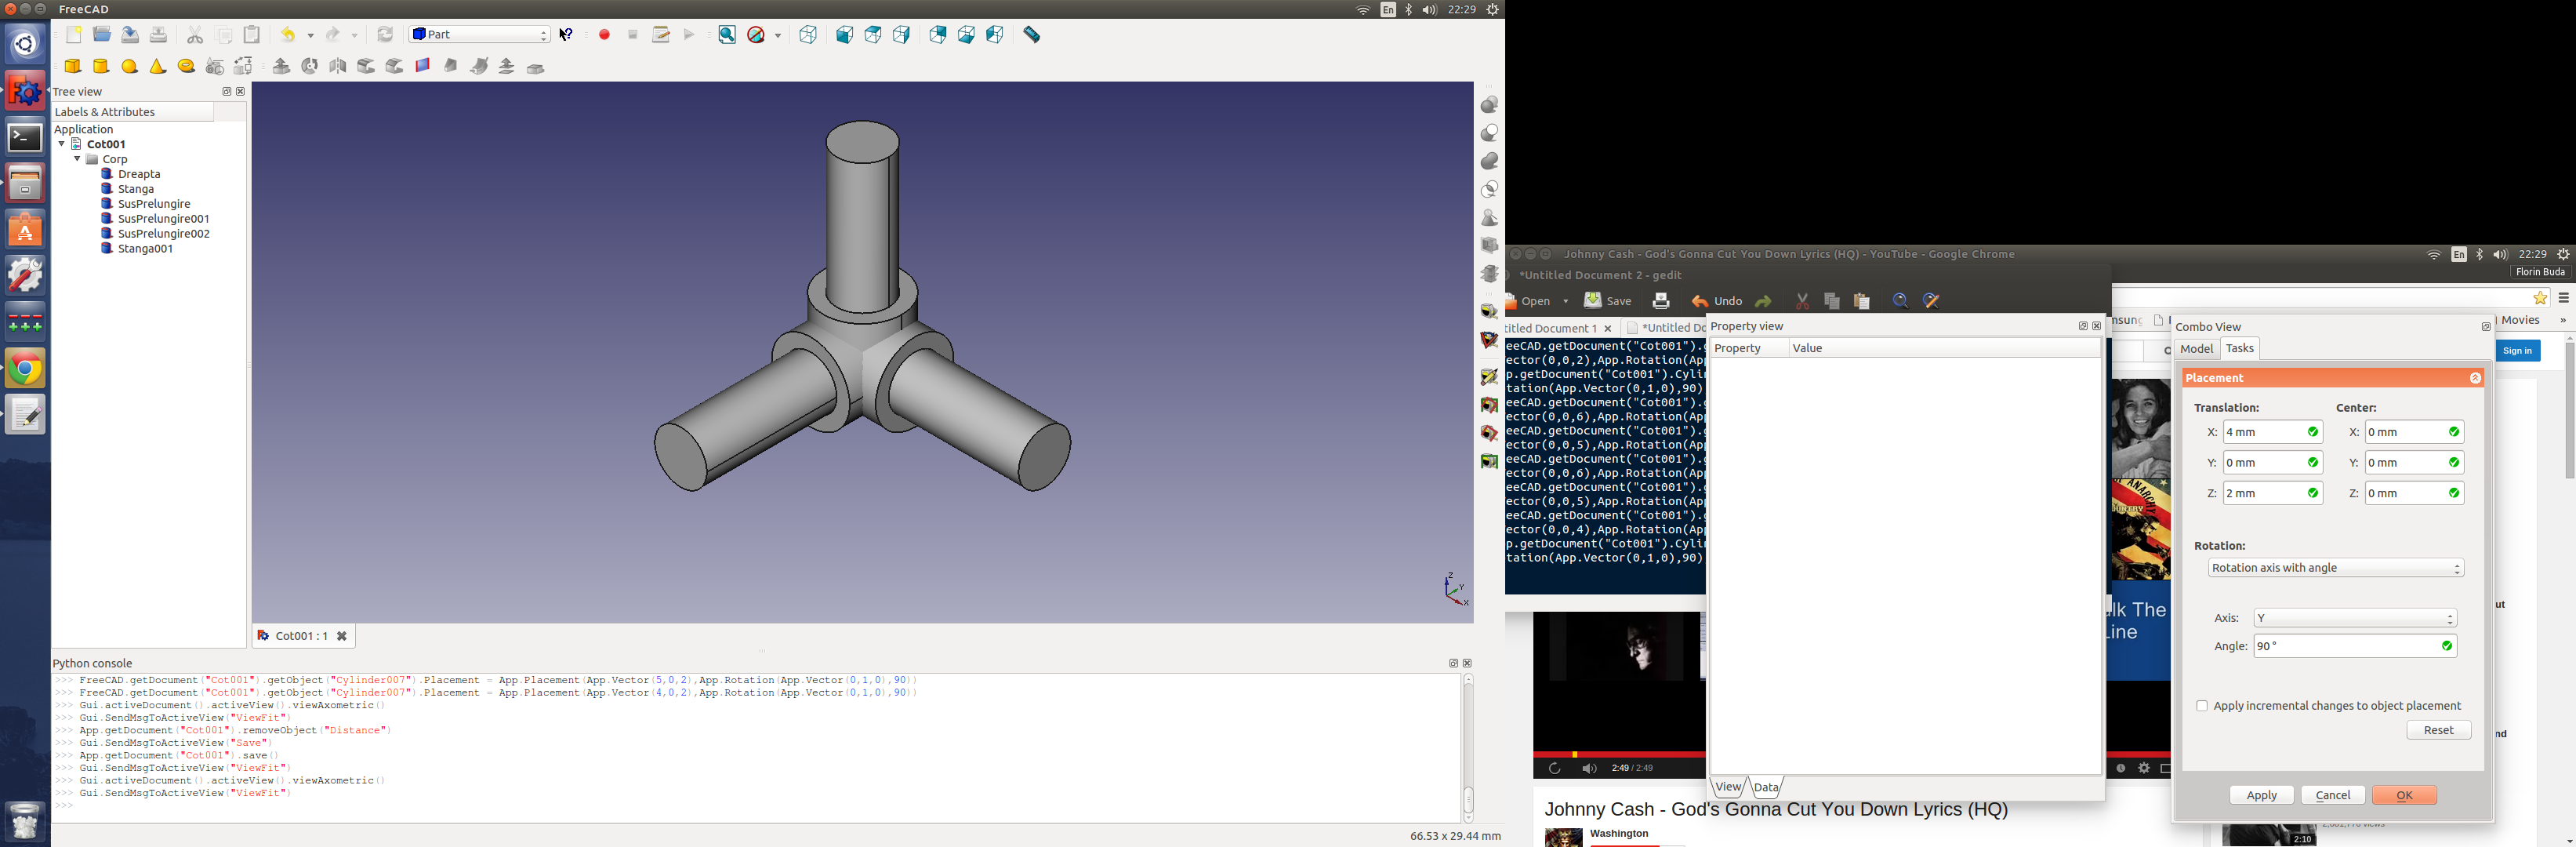 FreeCAD
En
22:29
Part
Tree view
Labels & Attributes
Application
Cot001
Corp
Dreapta
Stanga
SusPrelungire
SusPrelungire001
SusPrelungire002
Stanga001
Z
Y
X
Cot001 : 1
Python console
>>> FreeCAD.getDocument("Cot001").getObject("Cylinder007").Placement = App.Placement(App.Vector(5,0,2),App.Rotation(App.Vector(0,1,0),90))
>>> FreeCAD.getDocument("Cot001").getObject("Cylinder007").Placement = App.Placement(App.Vector(4,0,2),App.Rotation(App.Vector(0,1,0),90))
>>> Gui.activeDocument().activeView().viewAxometric()
>>> Gui.SendMsgToActiveView("ViewFit")
>>> App.getDocument("Cot001").removeObject("Distance")
>>> Gui.SendMsgToActiveView("Save")
>>> App.getDocument("Cot001").save()
>>> Gui.SendMsgToActiveView("ViewFit")
>>> Gui.activeDocument().activeView().viewAxometric()
>>> Gui.SendMsgToActiveView("ViewFit")
>>>
66.53 x 29.44 mm
Johnny Cash - God's Gonna Cut You Down Lyrics (HQ) - YouTube - Google Chrome
En
22:29
Florin Buda
*Untitled Document 2 - gedit
Open Save Undo
titled Document 1 *Untitled Do
eeCAD.getDocument("Cot001").
ector(0,0,2),App.Rotation(Ap
p.getDocument("Cot001").Cylin
tation(App.Vector(0,1,0),90)
eeCAD.getDocument("Cot001").
ector(0,0,6),App.Rotation(Ap
eeCAD.getDocument("Cot001").
ector(0,0,5),App.Rotation(Ap
eeCAD.getDocument("Cot001").
ector(0,0,6),App.Rotation(Ap
eeCAD.getDocument("Cot001").
ector(0,0,5),App.Rotation(Ap
eeCAD.getDocument("Cot001").
ector(0,0,4),App.Rotation(Ap
p.getDocument("Cot001").Cylin
tation(App.Vector(0,1,0),90)
Property view
Property Value
View Data
msung
Movies
»
Sign in
ANARCHY
lk The
Line
ut
nd
Combo View
Model Tasks
Placement
Translation: Center:
X: 4 mm X: 0 mm
Y: 0 mm Y: 0 mm
Z: 2 mm Z: 0 mm
Rotation:
Rotation axis with angle
Axis: Y
Angle: 90 °
Apply incremental changes to object placement
Reset
Apply Cancel OK
2:49 / 2:49
Johnny Cash - God's Gonna Cut You Down Lyrics (HQ)
Washington
2:10